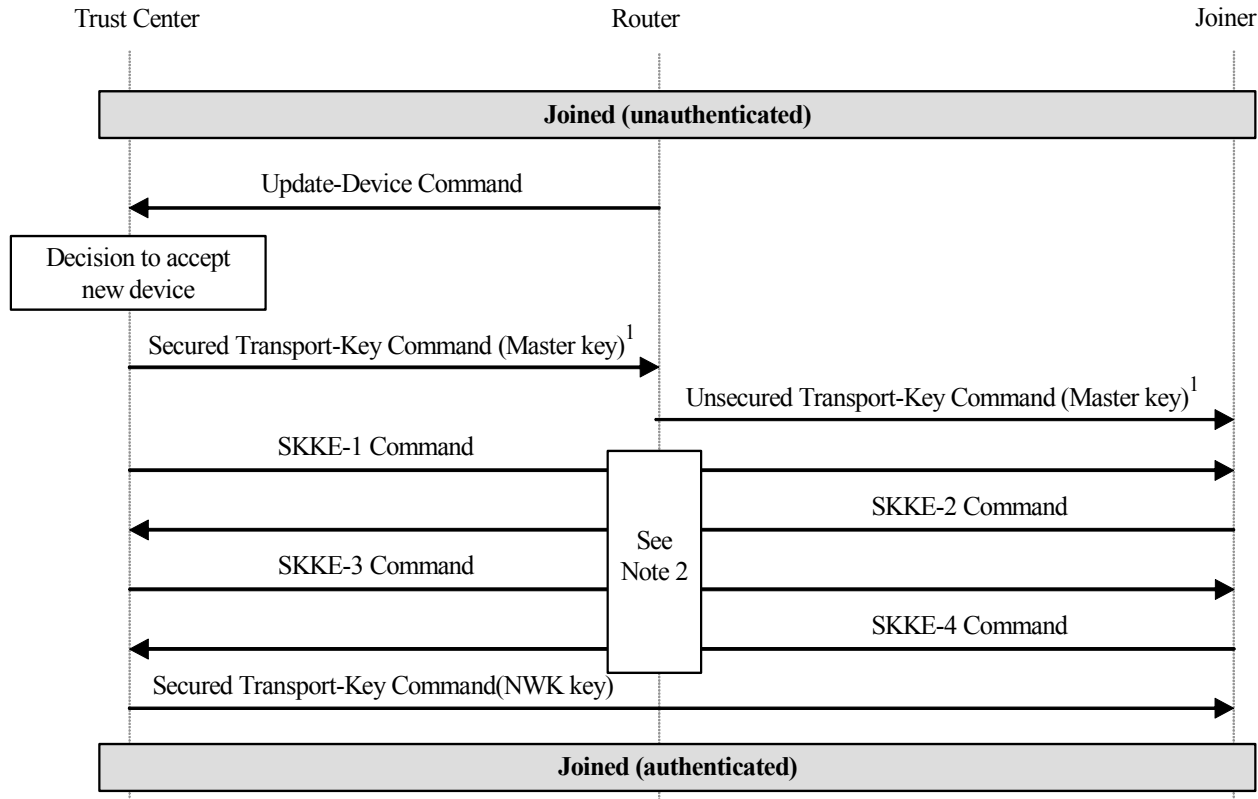 Trust Center
Router
Joiner
Joined (unauthenticated)
Update-Device Command
Decision to accept
new device
Secured Transport-Key Command (Master key)1
Unsecured Transport-Key Command (Master key)1
SKKE-1 Command
SKKE-2 Command
See
Note 2
SKKE-3 Command
SKKE-4 Command
Secured Transport-Key Command(NWK key)
Joined (authenticated)